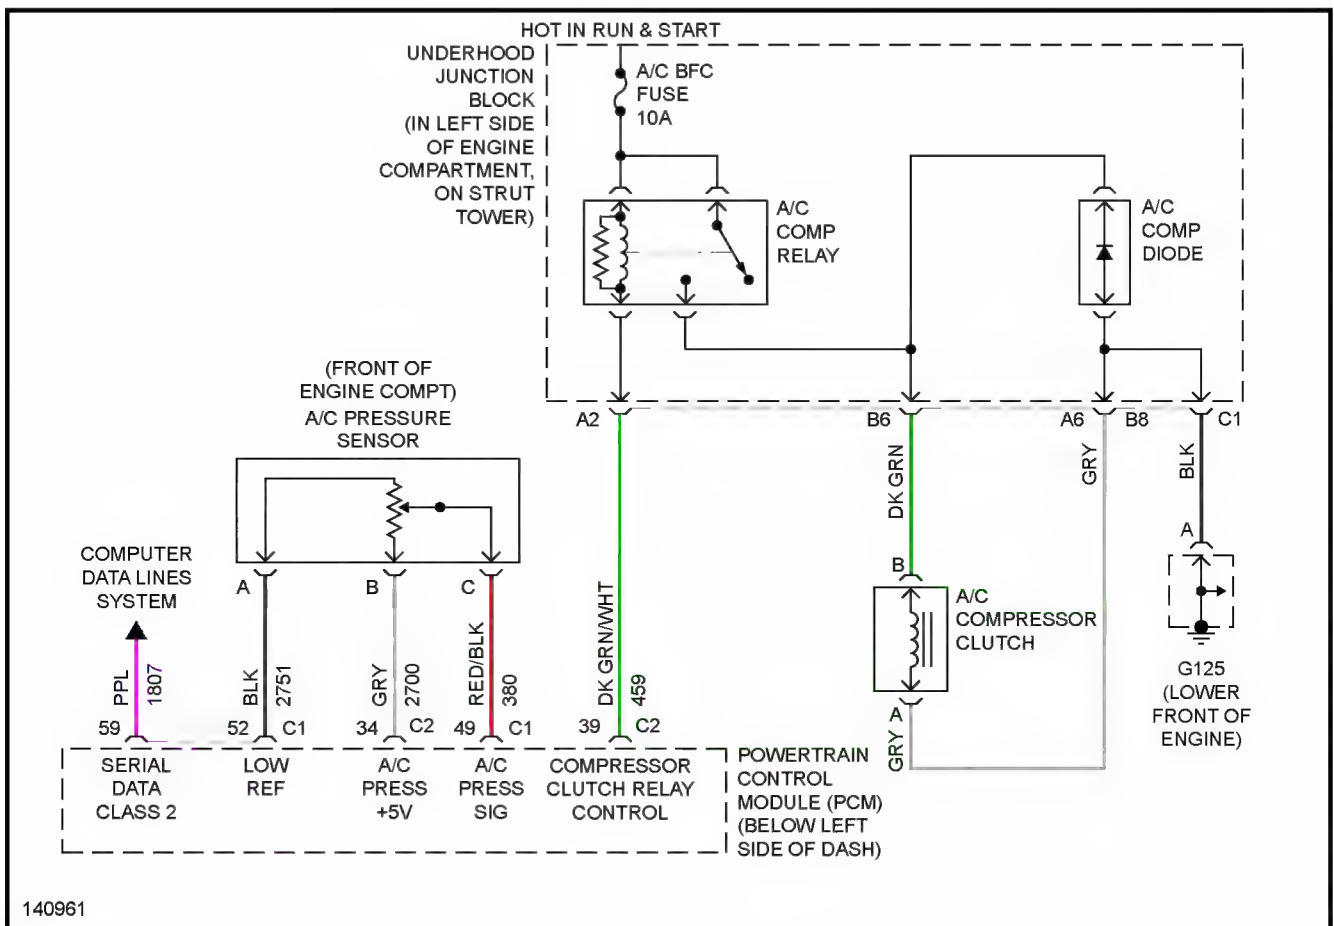 HOT IN RUN & START
UNDERHOOD
JUNCTION
BLOCK
(IN LEFT SIDE
OF ENGINE
COMPARTMENT,
ON STRUT
TOWER)
A/C BFC
FUSE
10A
A/C
COMP
RELAY
A/C
COMP
DIODE
A2
B6
A6
B8
C1
(FRONT OF
ENGINE COMPT)
A/C PRESSURE
SENSOR
DK GRN
GRY
BLK
A
COMPUTER
DATA LINES
SYSTEM
A
B
C
B
A/C
COMPRESSOR
CLUTCH
A
GRY
G125
(LOWER
FRONT OF
ENGINE)
PPL
1807
BLK
2751
GRY
2700
RED/BLK
380
DK GRN/WHT
459
59
52
C1
34
C2
49
C1
39
C2
SERIAL
DATA
CLASS 2
LOW
REF
A/C
PRESS
+5V
A/C
PRESS
SIG
COMPRESSOR
CLUTCH RELAY
CONTROL
POWERTRAIN
CONTROL
MODULE (PCM)
(BELOW LEFT
SIDE OF DASH)
140961